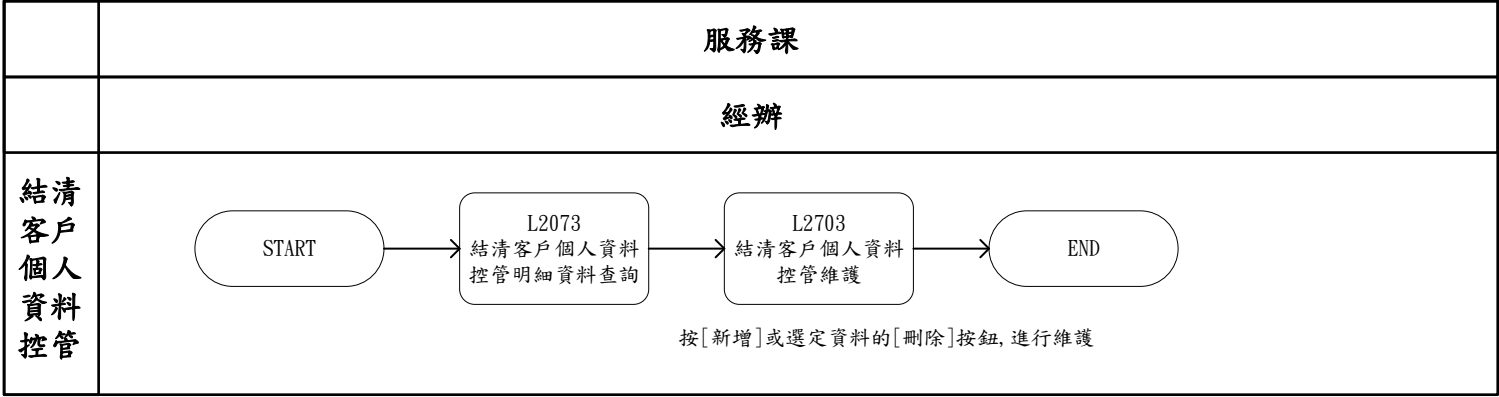 服務課
經辦
結清
客戶
個人
資料
控管
START
L2073
結清客戶個人資料
控管明細資料查詢
L2703
結清客戶個人資料
控管維護
END
按[新增]或選定資料的[刪除]按鈕, 進行維護